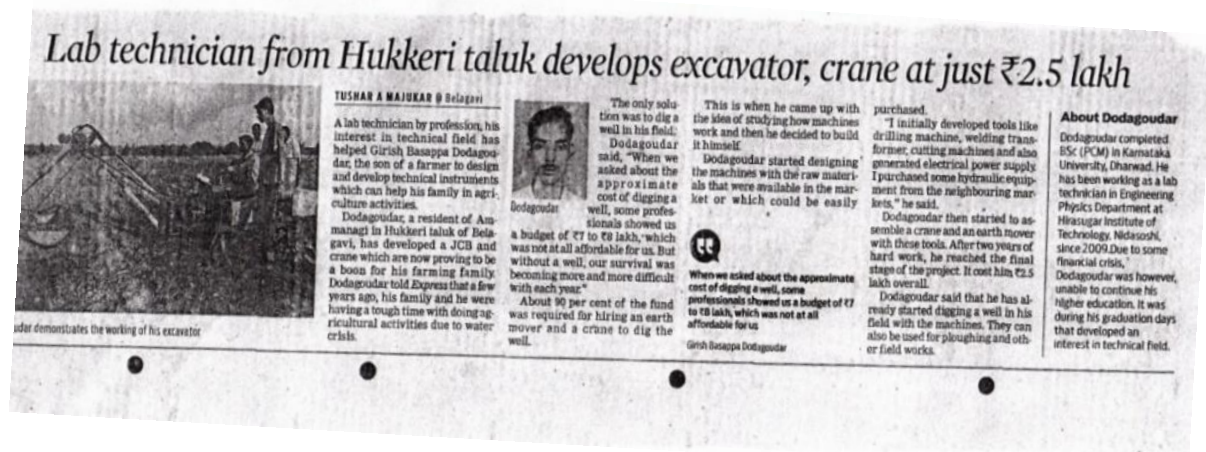 Lab technician from Hukkeri taluk develops excavator, crane at just ₹2.5 lakh
udar demonstrates the working of his excavator
TUSHAR A MAJUKAR @ Belagavi
A lab technician by profession, his
interest in technical field has
helped Girish Basappa Dodagou-
dar, the son of a farmer to design
and develop technical instruments
which can help his family in agri-
culture activities.
Dodagoudar, a resident of Am-
managi in Hukkeri taluk of Bela-
gavi, has developed a JCB and
crane which are now proving to be
a boon for his farming family.
Dodagoudar told Express that a few
years ago, his family and he were
having a tough time with doing ag-
ricultural activities due to water
crisis.
Dodagoudar
The only solu-
tion was to dig a
well in his field.
Dodagoudar
said, "When we
asked about the
approximate
cost of digging a
well, some profes-
sionals showed us
a budget of ₹7 to ₹8 lakh, which
was not at all affordable for us. But
without a well, our survival was
becoming more and more difficult
with each year."
About 90 per cent of the fund
was required for hiring an earth
mover and a crane to dig the
well.
This is when he came up with
the idea of studying how machines
work and then he decided to build
it himself.
Dodagoudar started designing
the machines with the raw materi-
als that were available in the mar-
ket or which could be easily
When we asked about the approximate
cost of digging a well, some
professionals showed us a budget of ₹7
to ₹8 lakh, which was not at all
affordable for us
Girish Basappa Dodagoudar
purchased.
"I initially developed tools like
drilling machine, welding trans-
former, cutting machines and also
generated electrical power supply.
I purchased some hydraulic equip-
ment from the neighbouring mar-
kets," he said.
Dodagoudar then started to as-
semble a crane and an earth mover
with these tools. After two years of
hard work, he reached the final
stage of the project. It cost him ₹2.5
lakh overall.
Dodagoudar said that he has al-
ready started digging a well in his
field with the machines. They can
also be used for ploughing and oth-
er field works.
About Dodagoudar
Dodagoudar completed
BSc (PCM) in Karnataka
University, Dharwad. He
has been working as a lab
technician in Engineering
Physics Department at
Hirasugar Institute of
Technology, Nidasoshi,
since 2009.Due to some
financial crisis,
Dodagoudar was however,
unable to continue his
higher education. It was
during his graduation days
that developed an
interest in technical field.